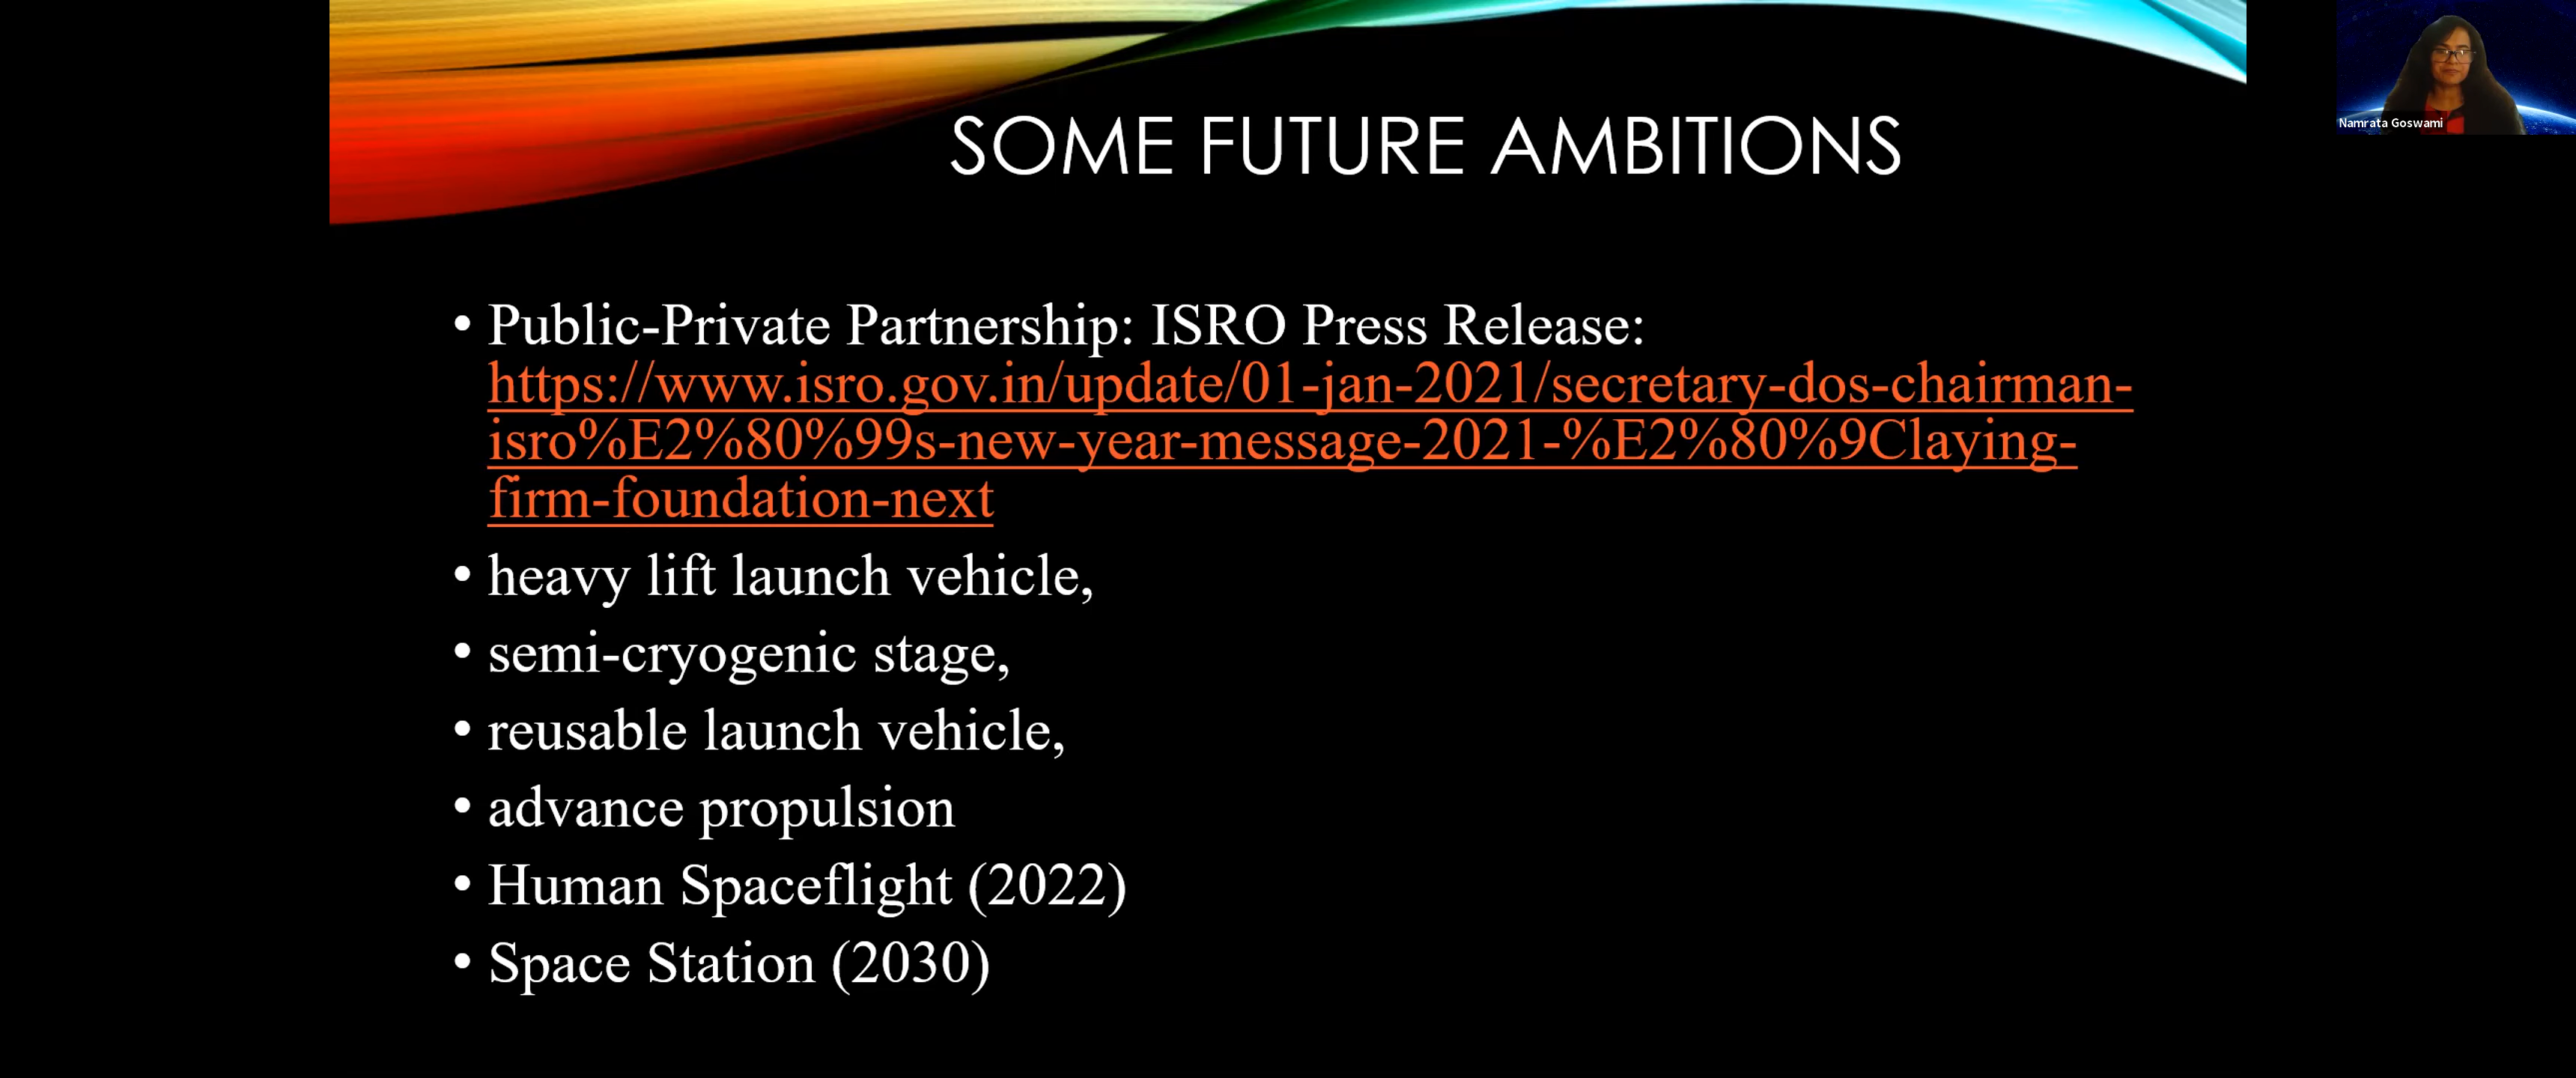 SOME FUTURE AMBITIONS
Namrata Goswami
• Public-Private Partnership: ISRO Press Release:
https://www.isro.gov.in/update/01-jan-2021/secretary-dos-chairman-
isro%E2%80%99s-new-year-message-2021-%E2%80%9Claying-
firm-foundation-next
• heavy lift launch vehicle,
• semi-cryogenic stage,
• reusable launch vehicle,
• advance propulsion
• Human Spaceflight (2022)
• Space Station (2030)